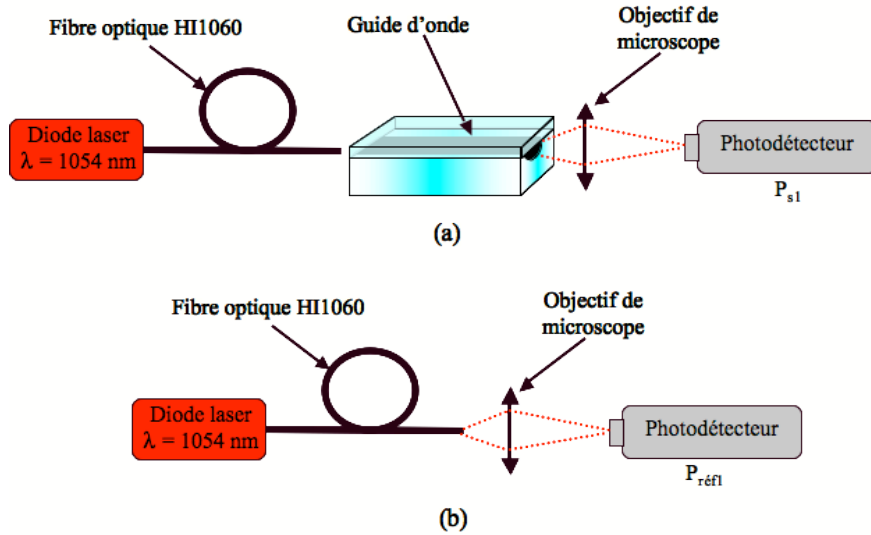 Fibre optique HI1060
Guide d'onde
Objectif de
microscope
Diode laser
λ = 1054 nm
Photodétecteur
Ps1
(a)
Fibre optique HI1060
Objectif de
microscope
Diode laser
λ = 1054 nm
Photodétecteur
Préf1
(b)